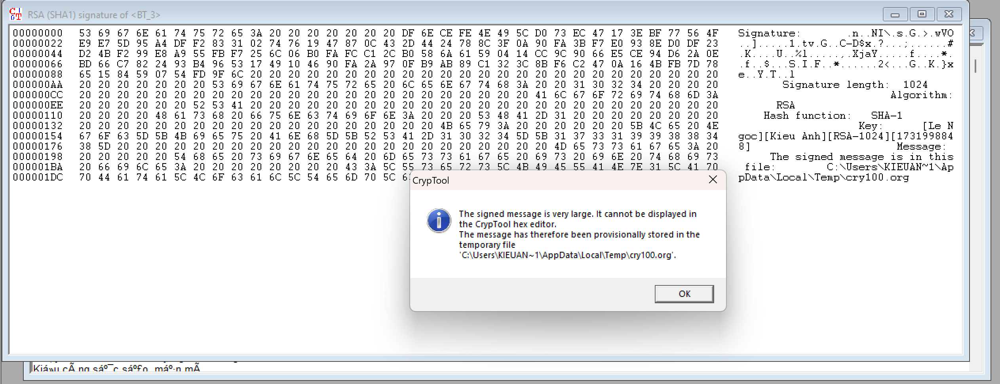 RSA (SHA1) signature of <BT_3>
00000000 53 69 67 6E 61 74 75 72 65 3A 20 20 20 20 20 20 20 DF 6E CE FE 4E 49 5C D0 73 EC 47 17 3E BF 77 56 4F Signature:       .n..NI\.s.G.>.wVO
00000022 E9 E7 5D 95 A4 DF F2 83 31 02 74 76 19 47 87 0C 43 2D 44 24 78 8C 3F 0A 90 FA 3B F7 E0 93 8E D0 DF 23 ..].....1.tv.G..C-D$x.?...;......#
00000044 D2 4B F2 99 E8 A9 55 FB F7 25 6C 06 B0 FA FC C1 2C B0 58 6A 61 59 04 14 CC 9C 90 66 E5 CE 94 D6 2A 0E .K....U..%l.....,.XjaY.....f....*.
00000066 BD 66 C7 82 24 93 B4 96 53 17 49 10 46 90 FA 2A 97 0F B9 AB 89 C1 32 3C 8B F6 C2 47 0A 16 4B FB 7D 78 .f..$...S.I.F..*......2<...G..K.}x
00000088 65 15 84 59 07 54 FD 9F 6C 20 20 20 20 20 20 20 20 20 20 20 20 20 20 20 20 20 20 20 20 20 20 20 20 20 e..Y.T..l
000000AA 20 20 20 20 20 20 20 53 69 67 6E 61 74 75 72 65 20 6C 65 6E 67 74 68 3A 20 20 31 30 32 34 20 20 20 20 Signature length:  1024
000000CC 20 20 20 20 20 20 20 20 20 20 20 20 20 20 20 20 20 20 20 20 20 20 20 20 41 6C 67 6F 72 69 74 68 6D 3A Algorithm:
000000EE 20 20 20 20 20 20 52 53 41 20 20 20 20 20 20 20 20 20 20 20 20 20 20 20 20 20 20 20 20 20 20 20 20 20 RSA
00000110 20 20 20 20 48 61 73 68 20 66 75 6E 63 74 69 6F 6E 3A 20 20 20 53 48 41 2D 31 20 20 20 20 20 20 20 20 Hash function:   SHA-1
00000132 20 20 20 20 20 20 20 20 20 20 20 20 20 20 20 20 20 20 20 4B 65 79 3A 20 20 20 20 20 20 5B 4C 65 20 4E Key:      [Le N
00000154 67 6F 63 5D 5B 4B 69 65 75 20 41 6E 68 5D 5B 52 53 41 2D 31 30 32 34 5D 5B 31 37 33 31 39 39 38 38 34 goc][Kieu Anh][RSA-1024][173199884
00000176 38 5D 20 20 20 20 20 20 20 20 20 20 20 20 20 20 20 20 20 20 20 20 20 20 20 4D 65 73 73 61 67 65 3A 20 8]                       Message:
00000198 20 20 20 20 20 54 68 65 20 73 69 67 6E 65 64 20 6D 65 73 73 61 67 65 20 69 73 20 69 6E 20 74 68 69 73 The signed message is in this
000001BA 20 66 69 6C 65 3A 20 20 20 20 20 20 20 20 43 3A 5C 55 73 65 72 73 5C 4B 49 45 55 41 4E 7E 31 5C 41 70 file:        C:\Users\KIEUAN~1\Ap
000001DC 70 44 61 74 61 5C 4C 6F 63 61 6C 5C 54 65 6D 70 5C pData\Local\Temp\cry100.org
CrypTool
The signed message is very large. It cannot be displayed in
the CrypTool hex editor.
The message has therefore been provisionally stored in the
temporary file
'C:\Users\KIEUAN~1\AppData\Local\Temp\cry100.org'.
OK